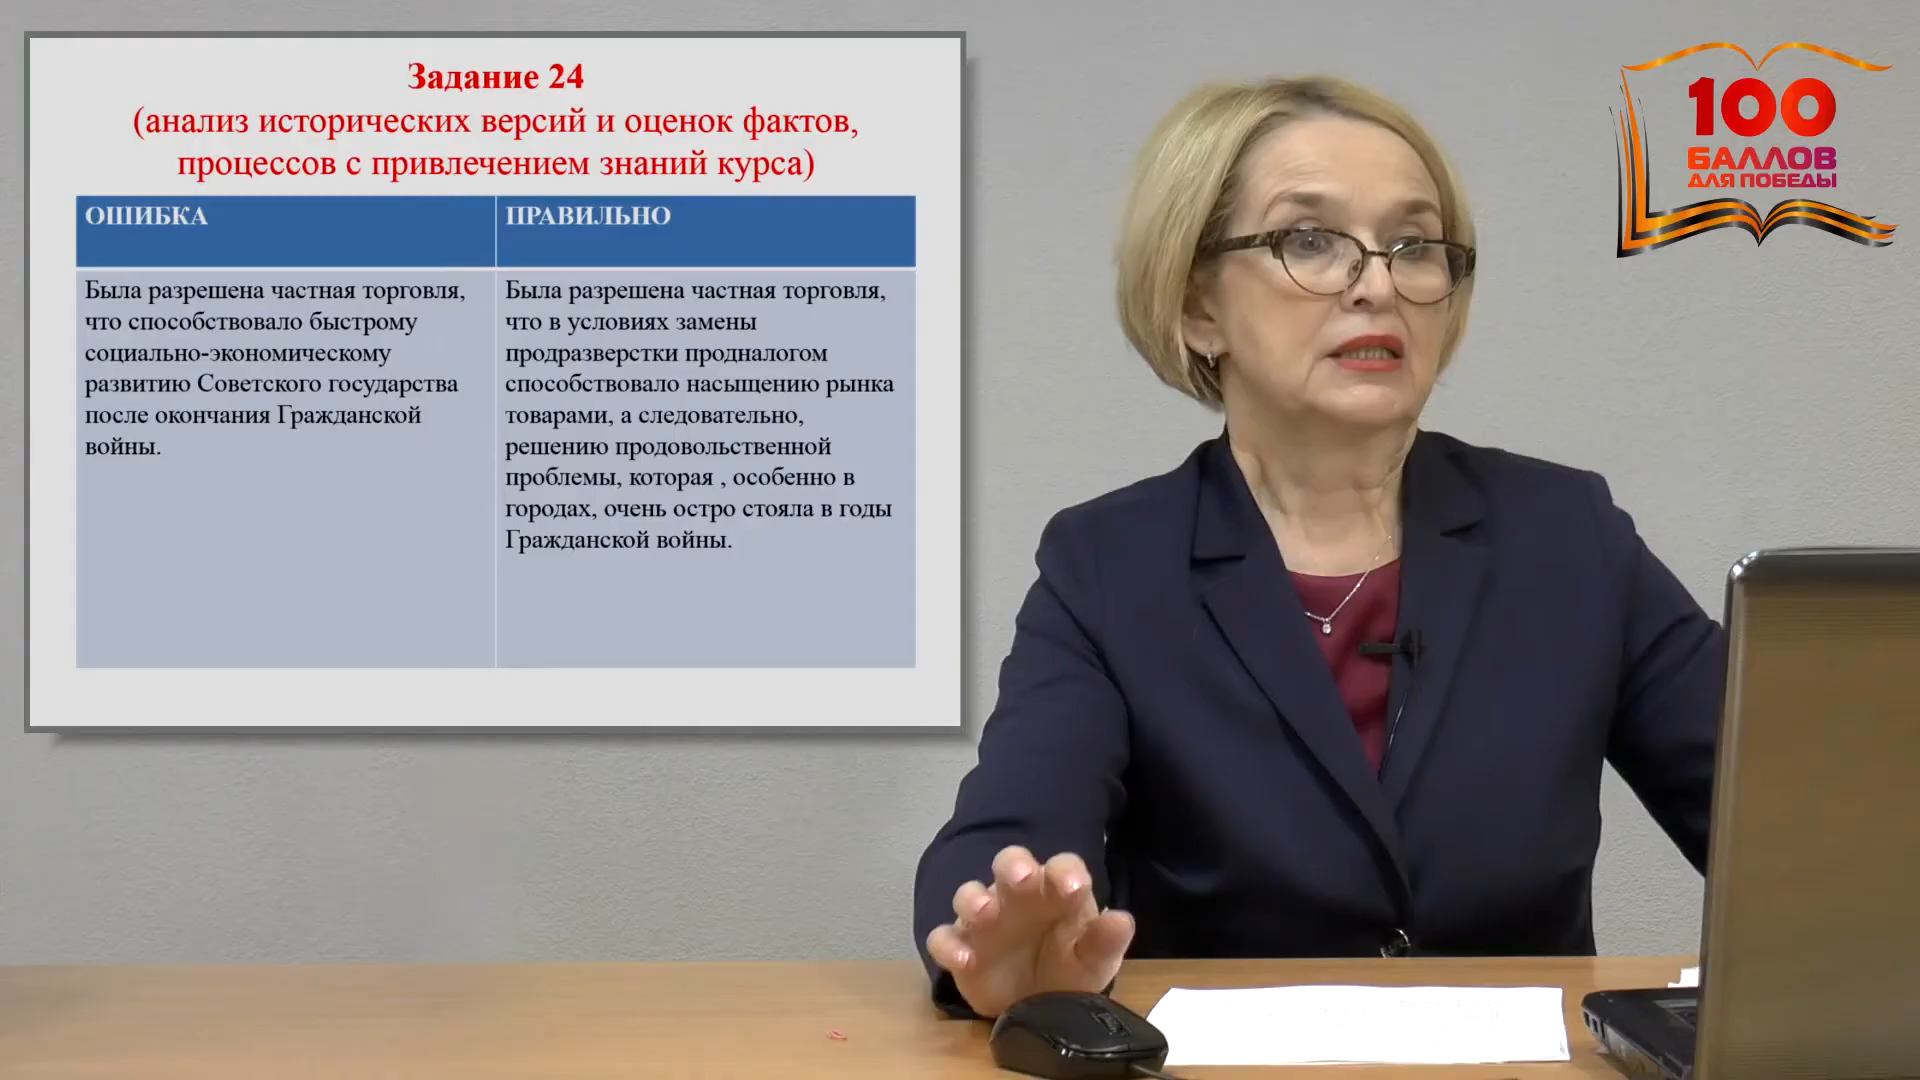 Задание 24
(анализ исторических версий и оценок фактов,
процессов с привлечением знаний курса)
ОШИБКА
Была разрешена частная торговля,
что способствовало быстрому
социально-экономическому
развитию Советского государства
после окончания Гражданской
войны.
ПРАВИЛЬНО
Была разрешена частная торговля,
что в условиях замены
продразверстки продналогом
способствовало насыщению рынка
товарами, а следовательно,
решению продовольственной
проблемы, которая , особенно в
городах, очень остро стояла в годы
Гражданской войны.
100
БАЛЛОВ
ДЛЯ ПОБЕДЫ